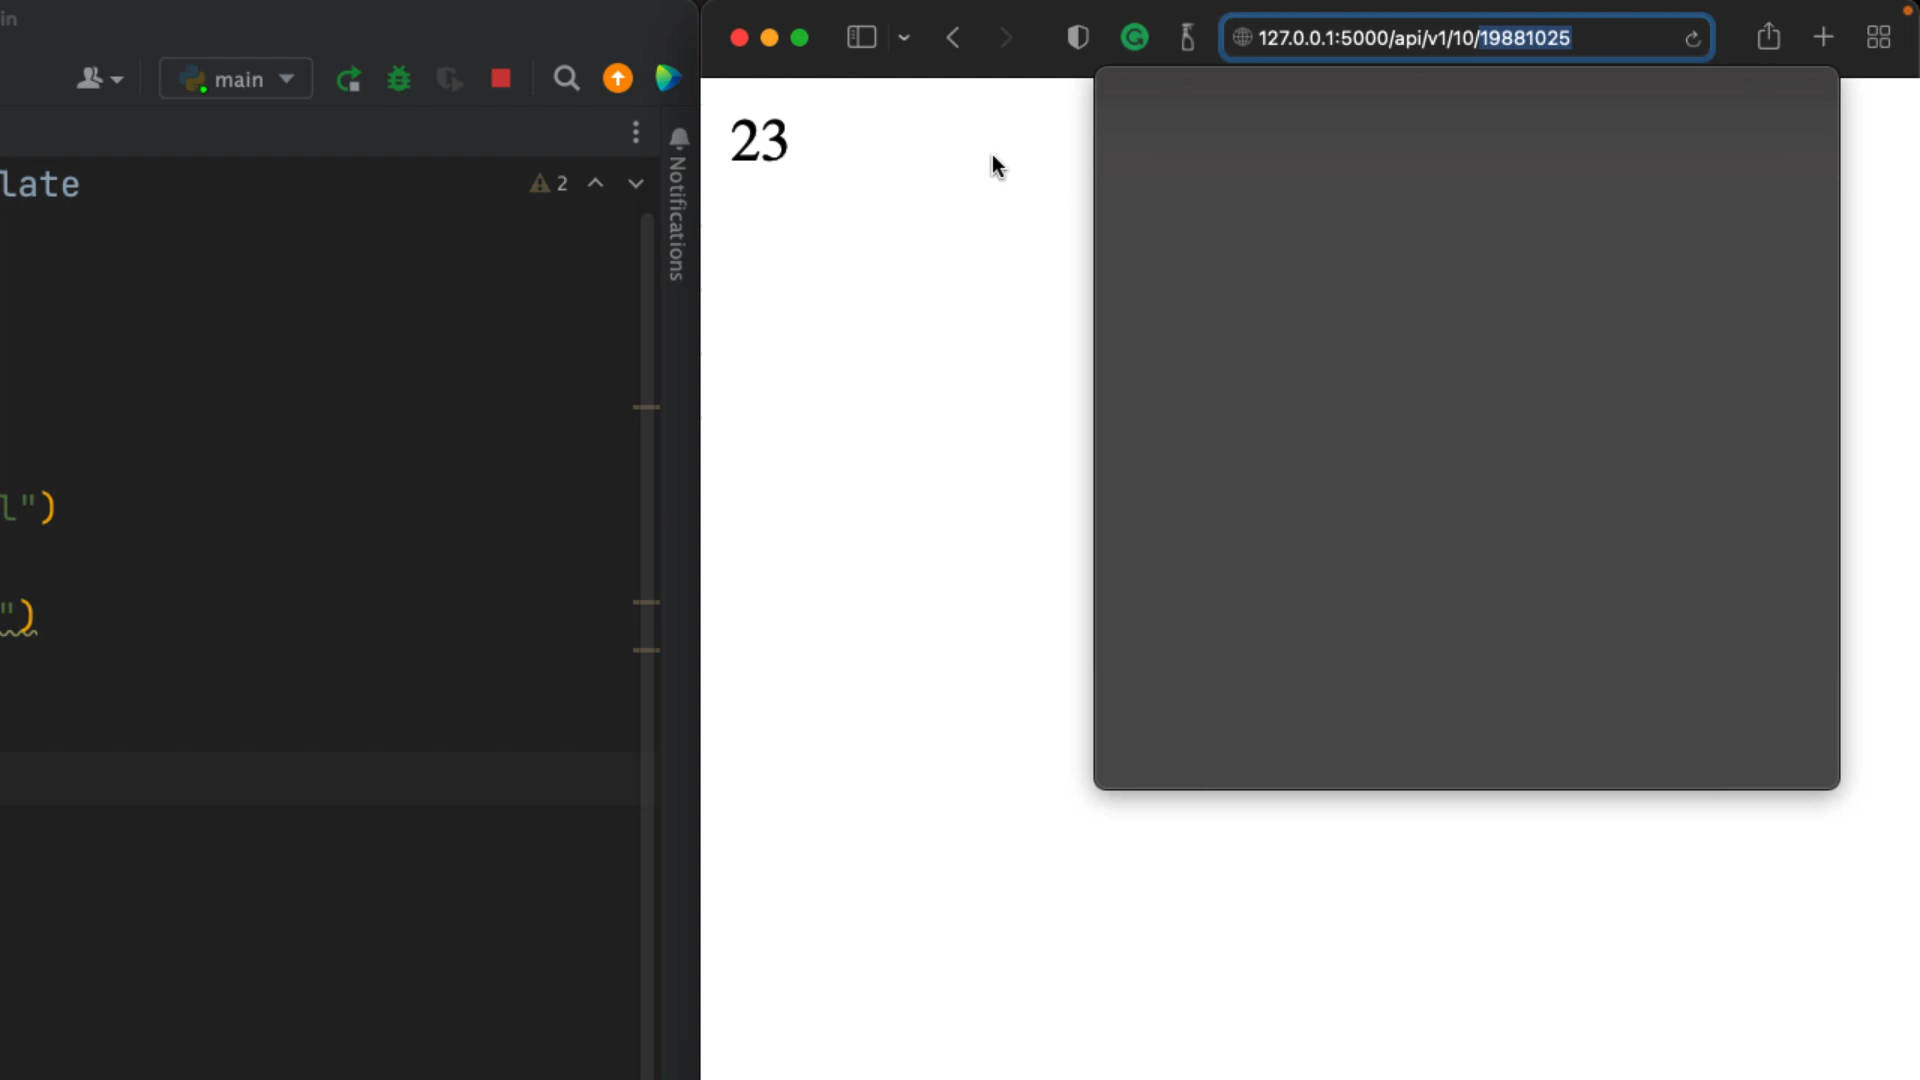 in
main
2
late
Notifications
l")
")
127.0.0.1:5000/api/v1/10/19881025
23